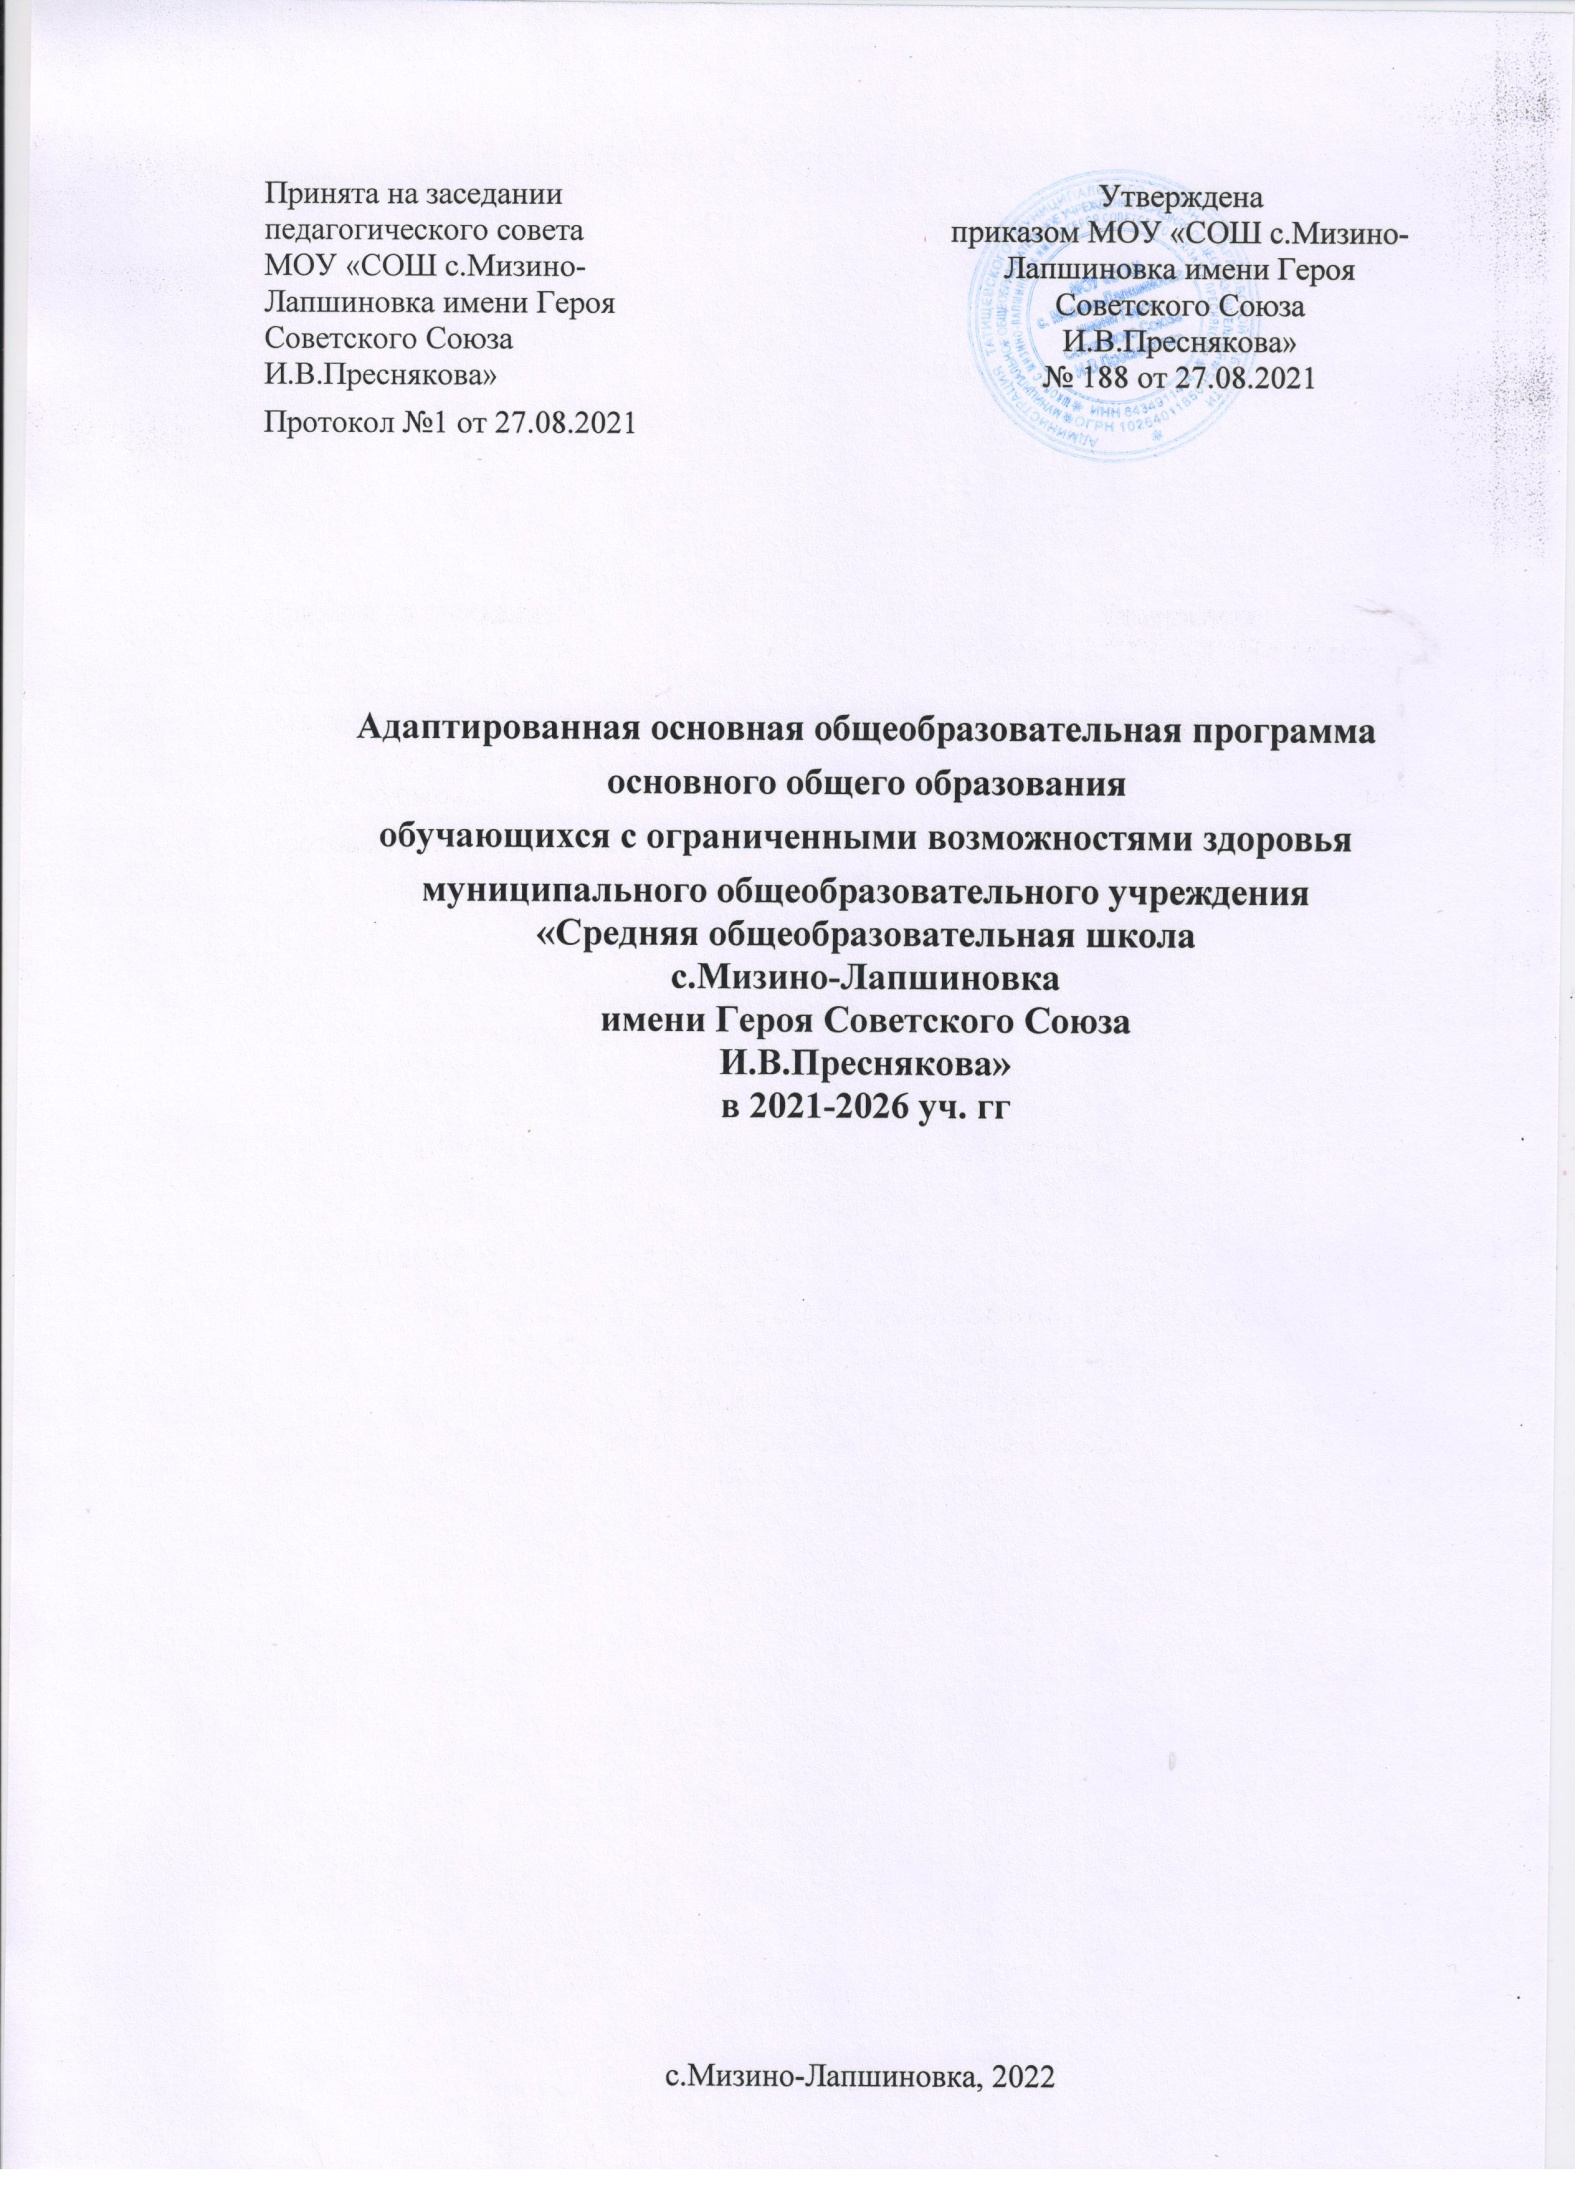 Принята на заседании
педагогического совета
МОУ «СОШ с.Мизино-
Лапшиновка имени Героя
Советского Союза
И.В.Преснякова»
Протокол №1 от 27.08.2021
Утверждена
приказом МОУ «СОШ с.Мизино-
Лапшиновка имени Героя
Советского Союза
И.В.Преснякова»
№ 188 от 27.08.2021
Адаптированная основная общеобразовательная программа
основного общего образования
обучающихся с ограниченными возможностями здоровья
муниципального общеобразовательного учреждения
«Средняя общеобразовательная школа
с.Мизино-Лапшиновка
имени Героя Советского Союза
И.В.Преснякова»
в 2021-2026 уч. гг
с.Мизино-Лапшиновка, 2022